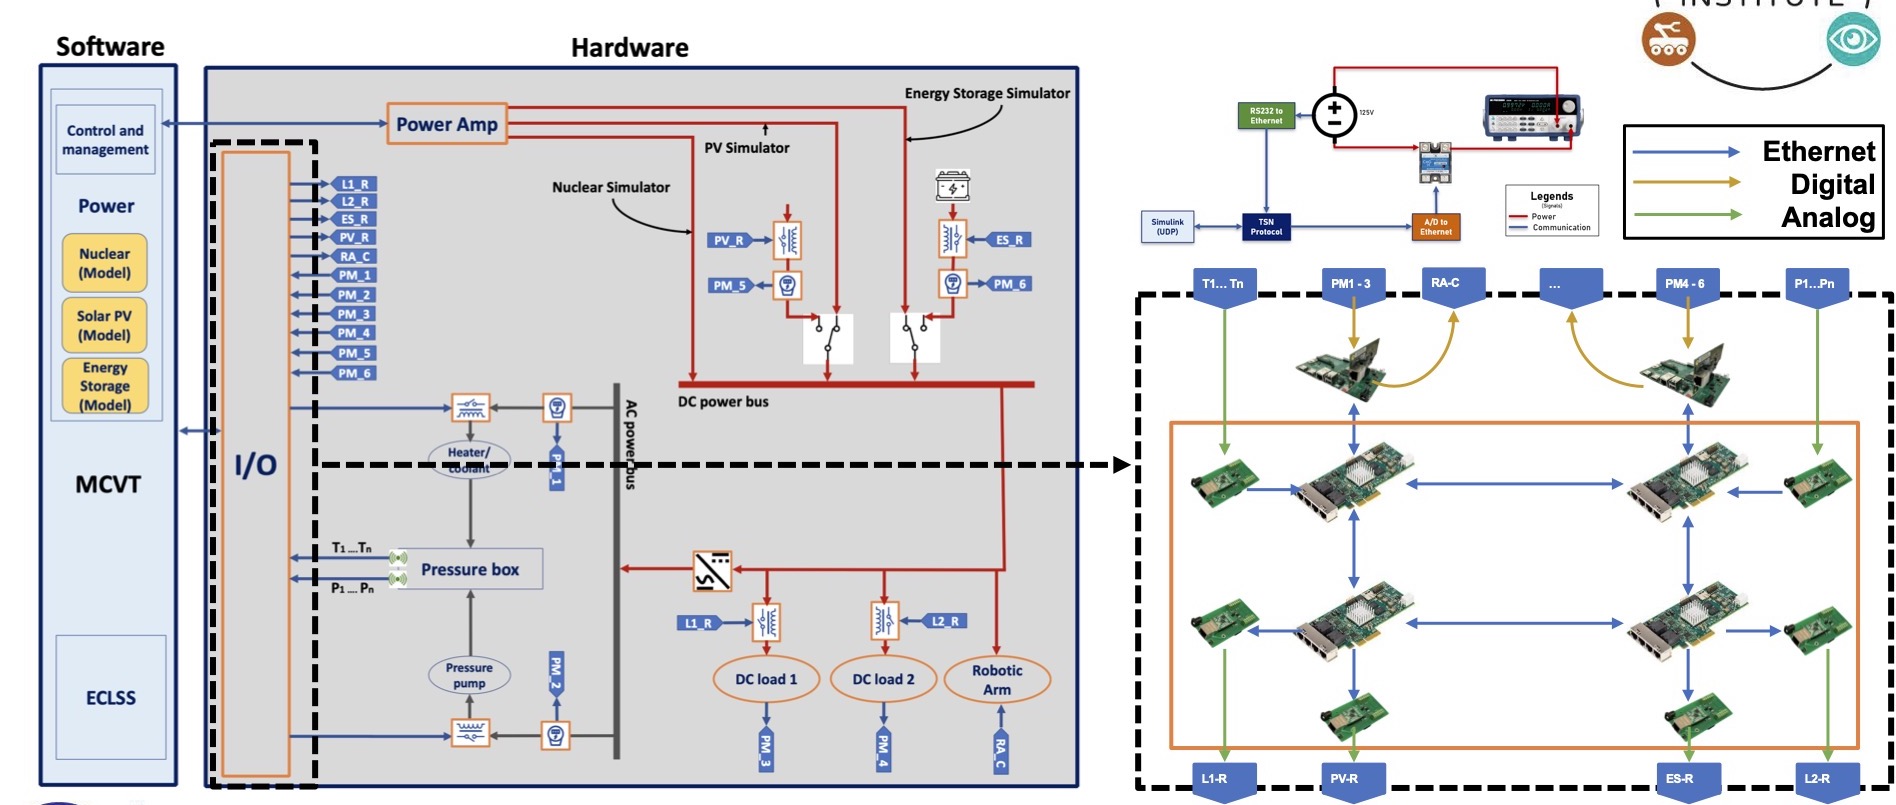 INSTITUTE
Software
Hardware
Control and
management
Power
Nuclear
(Model)
Solar PV
(Model)
Energy
Storage
(Model)
MCVT
ECLSS
I/O
Power Amp
Energy Storage Simulator
PV Simulator
Nuclear Simulator
L1_R
L2_R
ES_R
PV_R
RA_C
PM_1
PM_2
PM_3
PM_4
PM_5
PM_6
PV_R
PM_5
ES_R
PM_6
DC power bus
AC power bus
Heater/
coolant
PM_1
T1 ....Tn
P1 .... Pn
Pressure box
Pressure
pump
PM_2
L1_R
L2_R
DC load 1
DC load 2
Robotic
Arm
PM_3
PM_4
RA_C
RS232 to
Ethernet
125V
Simulink
(UDP)
TSN
Protocol
A/D to
Ethernet
Legends
(Signals)
Power
Communication
Ethernet
Digital
Analog
T1... Tn
PM1 - 3
RA-C
...
PM4 - 6
P1...Pn
L1-R
PV-R
ES-R
L2-R